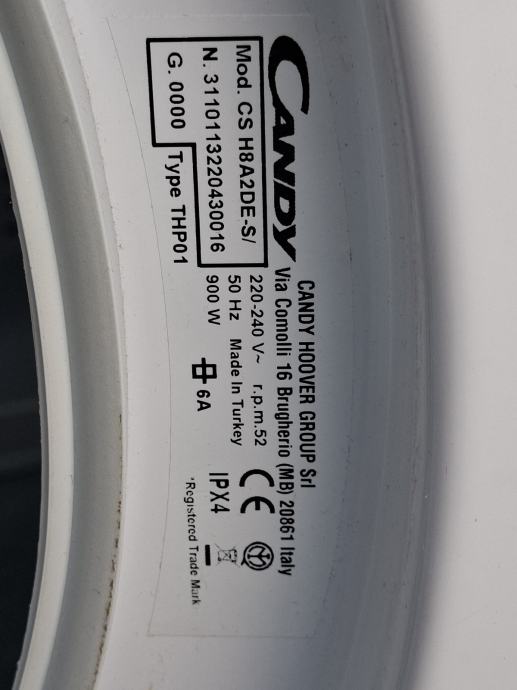 CANDY
CANDY HOOVER GROUP Srl
Via Comolli 16 Brugherio (MB) 20861 Italy
Mod. CS H8A2DE-S/
220-240 V~ r.p.m.52
N. 3110113220430016
50 Hz Made In Turkey
G. 0000
Type THP01
900 W
6A
CE
IPX4
*Registered Trade Mark